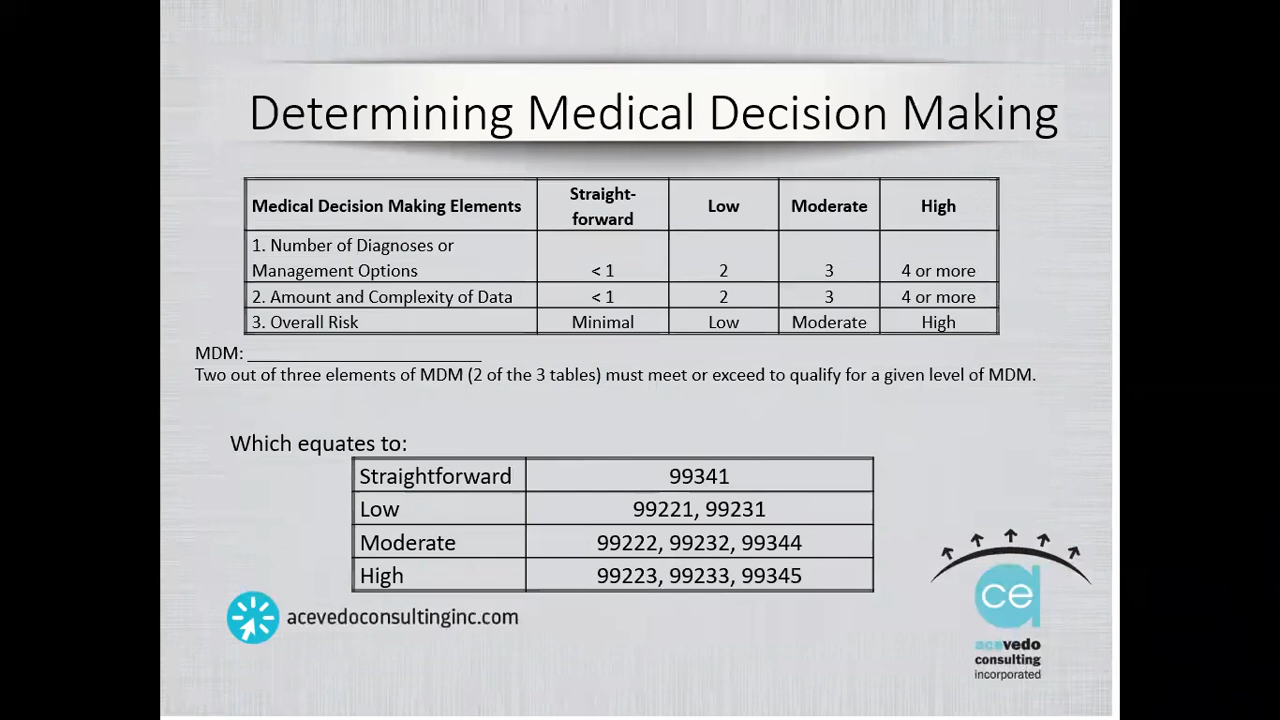 Determining Medical Decision Making
Medical Decision Making Elements Straight-forward Low Moderate High
1. Number of Diagnoses or Management Options < 1 2 3 4 or more
2. Amount and Complexity of Data < 1 2 3 4 or more
3. Overall Risk Minimal Low Moderate High
MDM: ________________________
Two out of three elements of MDM (2 of the 3 tables) must meet or exceed to qualify for a given level of MDM.
Which equates to:
Straightforward 99341
Low 99221, 99231
Moderate 99222, 99232, 99344
High 99223, 99233, 99345
acevedoconsultinginc.com
ce
acevedo
consulting
incorporated